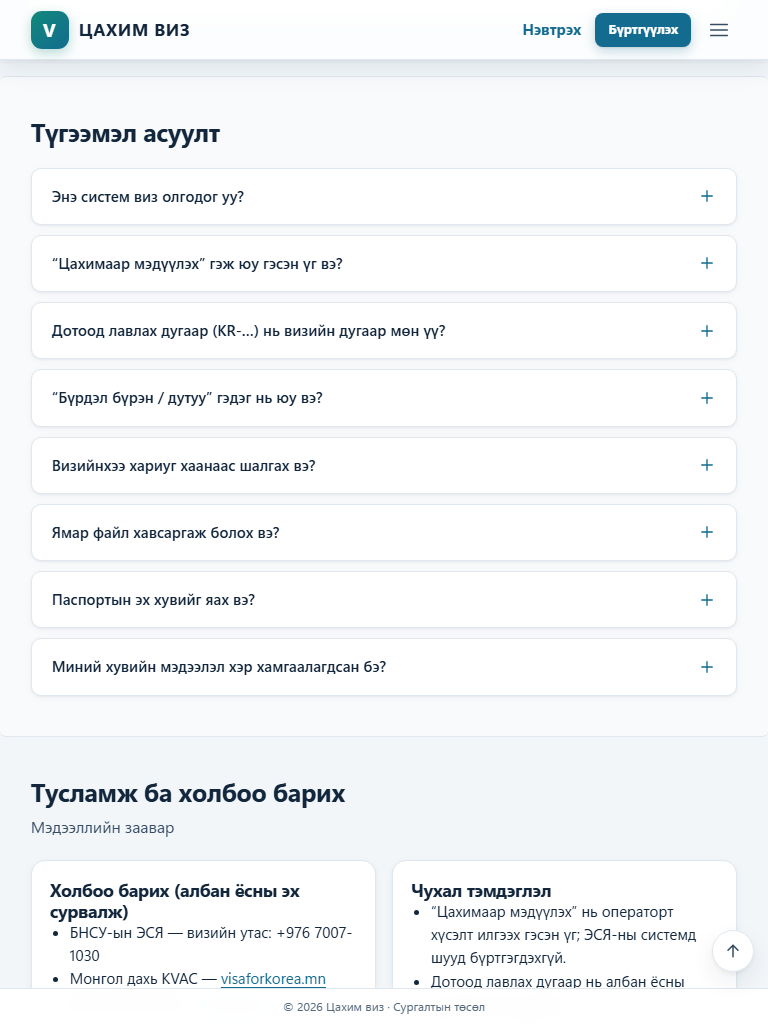 V ЦАХИМ ВИЗ Нэвтрэх Бүртгүүлэх
Түгээмэл асуулт
Энэ систем виз олгодог уу? +
“Цахимаар мэдүүлэх” гэж юу гэсэн үг вэ? +
Дотоод лавлах дугаар (KR-...) нь визийн дугаар мөн үү? +
“Бүрдэл бүрэн / дутуу” гэдэг нь юу вэ? +
Визийнхээ хариуг хаанаас шалгах вэ? +
Ямар файл хавсаргаж болох вэ? +
Паспортын эх хувийг яах вэ? +
Миний хувийн мэдээлэл хэр хамгаалагдсан бэ? +
Тусламж ба холбоо барих
Мэдээллийн заавар
Холбоо барих (албан ёсны эх
сурвалж)
• БНСУ-ын ЭСЯ — визийн утас: +976 7007-
1030
• Монгол дахь KVAC — visaforkorea.mn
Чухал тэмдэглэл
• “Цахимаар мэдүүлэх” нь операторт
хүсэлт илгээх гэсэн үг; ЭСЯ-ны системд
шууд бүртгэгдэхгүй.
• Дотоод лавлах дугаар нь албан ёсны
© 2026 Цахим виз · Сургалтын төсөл